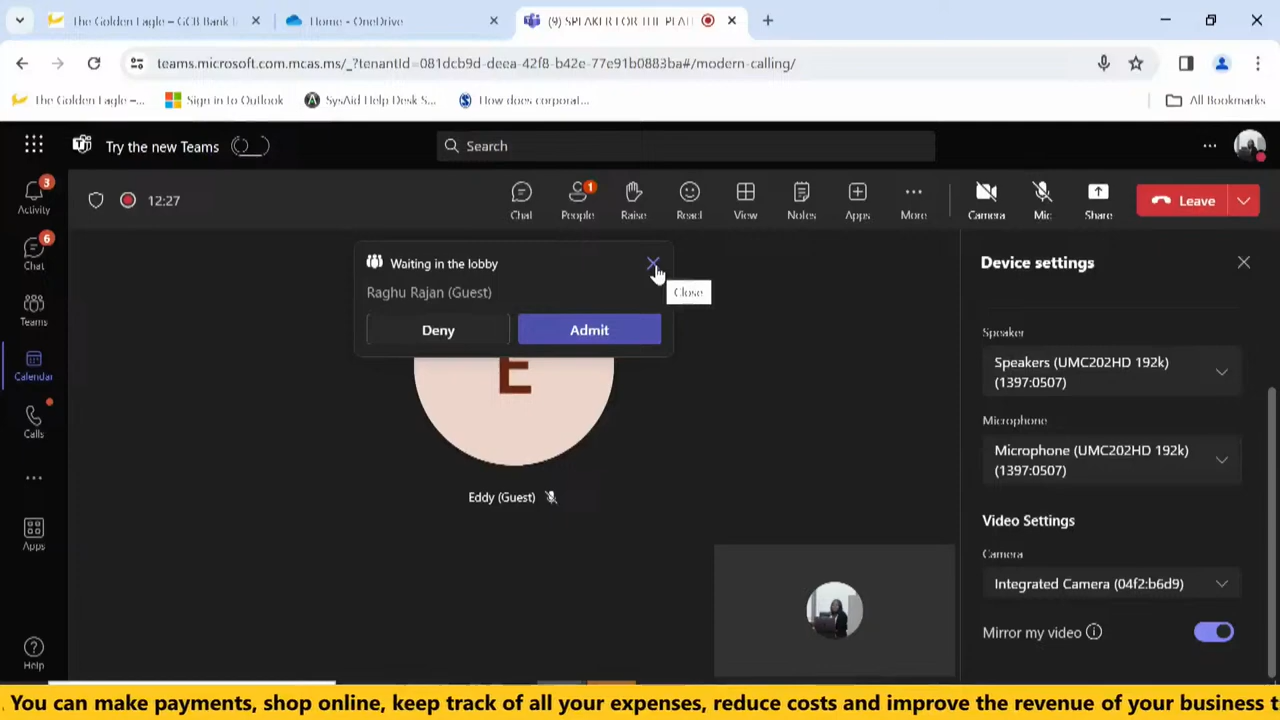 The Golden Eagle – GCB Bank
Home - OneDrive
(9) SPEAKER FOR THE PLAT
teams.microsoft.com.mcas.ms/_?tenantId=081dcb9d-deea-42f8-b42e-77e91b0883ba#/modern-calling/
The Golden Eagle –...
Sign in to Outlook
SysAid Help Desk S...
How does corporat...
All Bookmarks
Try the new Teams
Search
Activity
3
Chat
6
Teams
Calendar
Calls
Apps
Help
12:27
Chat
People
1
Raise
React
View
Notes
Apps
More
Camera
Mic
Share
Leave
Waiting in the lobby
Raghu Rajan (Guest)
Close
Deny
Admit
E
Eddy (Guest)
Device settings
Speaker
Speakers (UMC202HD 192k)
(1397:0507)
Microphone
Microphone (UMC202HD 192k)
(1397:0507)
Video Settings
Camera
Integrated Camera (04f2:b6d9)
Mirror my video
You can make payments, shop online, keep track of all your expenses, reduce costs and improve the revenue of your business